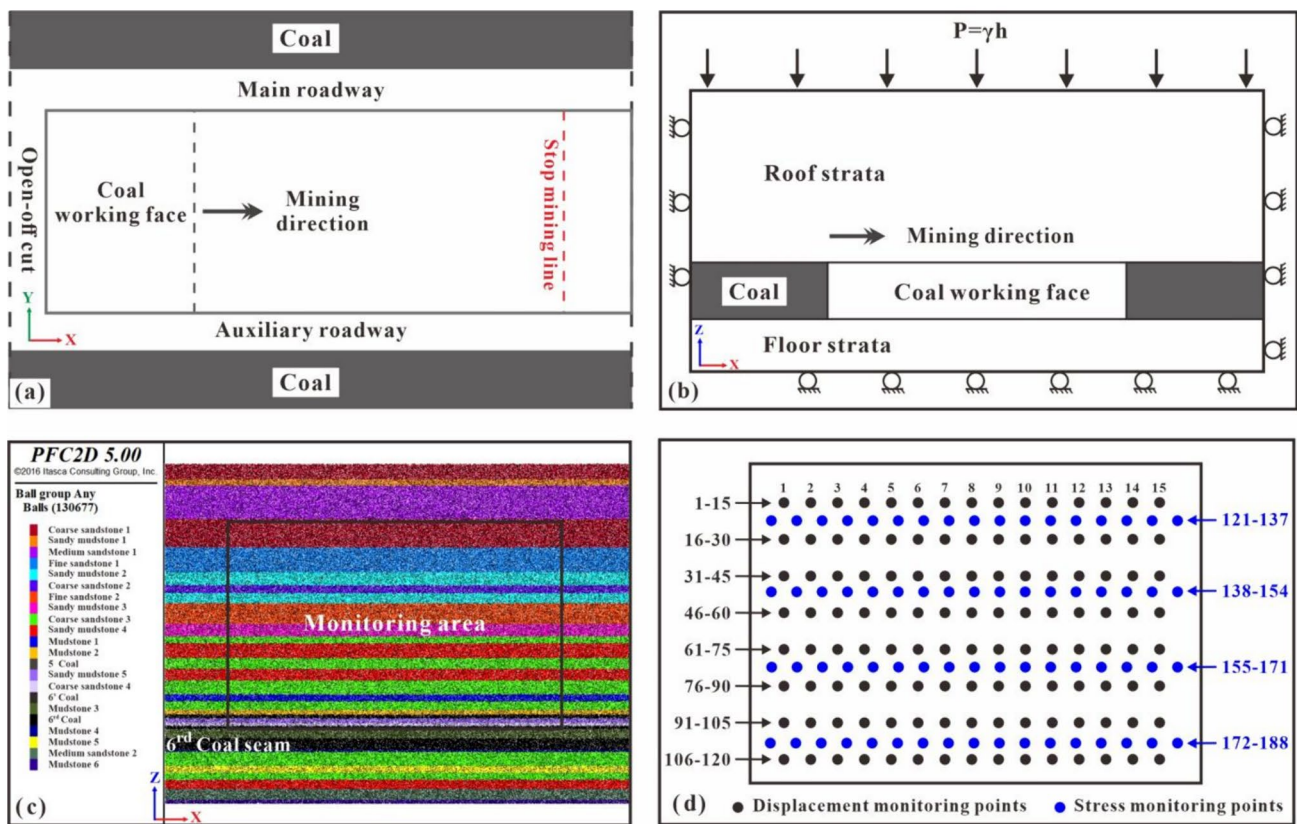 Coal
Main roadway
Open-off cut
Coal
working face
Mining
direction
Stop mining line
Y
X
Auxiliary roadway
(a)
Coal
P=γh
Roof strata
Mining direction
Coal
Coal working face
Z
X
Floor strata
(b)
PFC2D 5.00
©2016 Itasca Consulting Group, Inc.
Ball group Any
Balls (130677)
Coarse sandstone 1
Sandy mudstone 1
Medium sandstone 1
Fine sandstone 1
Sandy mudstone 2
Coarse sandstone 2
Fine sandstone 2
Sandy mudstone 3
Coarse sandstone 3
Sandy mudstone 4
Mudstone 1
Mudstone 2
5 Coal
Sandy mudstone 5
Coarse sandstone 4
6' Coal
Mudstone 3
6rd Coal
Mudstone 4
Mudstone 5
Medium sandstone 2
Mudstone 6
Monitoring area
6rd Coal seam
Z
X
(c)
1 2 3 4 5 6 7 8 9 10 11 12 13 14 15
1-15
121-137
16-30
31-45
138-154
46-60
61-75
155-171
76-90
91-105
172-188
106-120
(d)
Displacement monitoring points
Stress monitoring points